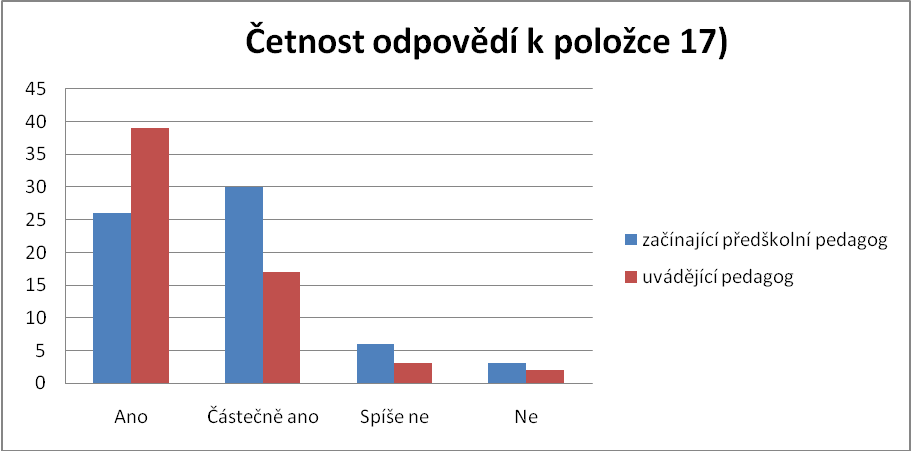 Četnost odpovědí k položce 17)
45
40
35
30
25
20
15
10
5
0
Ano Částečně ano Spíše ne Ne
začínající předškolní pedagog
uvádějící pedagog